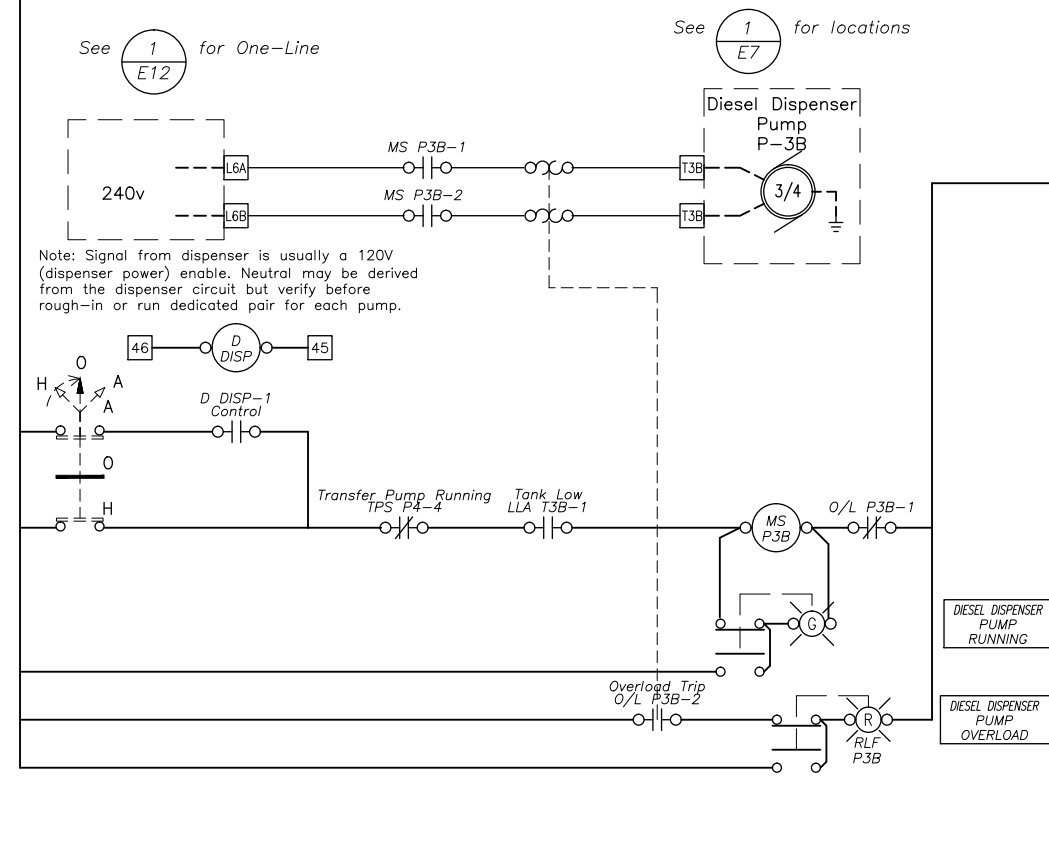 See
1
E12
for One-Line
See
1
E7
for locations
Diesel Dispenser
Pump
P-3B
240v
L6A
MS P3B-1
T3B
3/4
L6B
MS P3B-2
T3B
Note: Signal from dispenser is usually a 120V
(dispenser power) enable. Neutral may be derived
from the dispenser circuit but verify before
rough-in or run dedicated pair for each pump.
46
D
DISP
45
O
H
A
A
D DISP-1
Control
O
H
Transfer Pump Running
TPS P4-4
Tank Low
LLA T3B-1
MS
P3B
O/L P3B-1
G
DIESEL DISPENSER
PUMP
RUNNING
Overload Trip
O/L P3B-2
R
RLF
P3B
DIESEL DISPENSER
PUMP
OVERLOAD